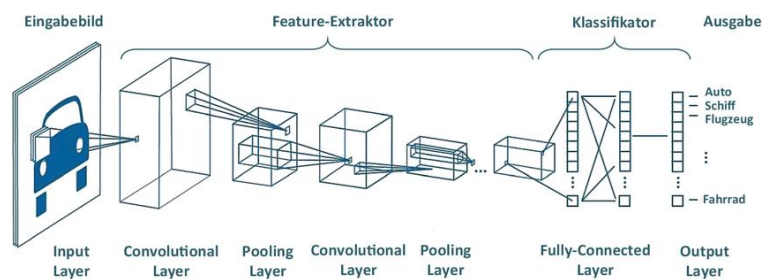 Eingabebild Feature-Extraktor Klassifikator Ausgabe
Auto
Schiff
Flugzeug
Fahrrad
Input Layer
Convolutional Layer
Pooling Layer
Convolutional Layer
Pooling Layer
Fully-Connected Layer
Output Layer